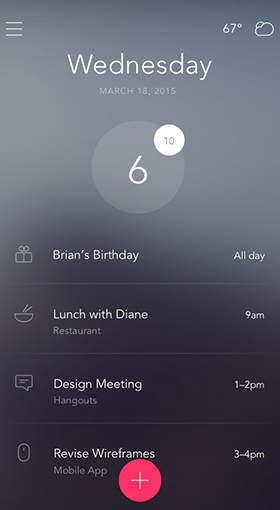 67°
Wednesday
MARCH 18, 2015
10
6
Brian's Birthday All day
Lunch with Diane 9am
Restaurant
Design Meeting 1–2pm
Hangouts
Revise Wireframes 3–4pm
Mobile App
+